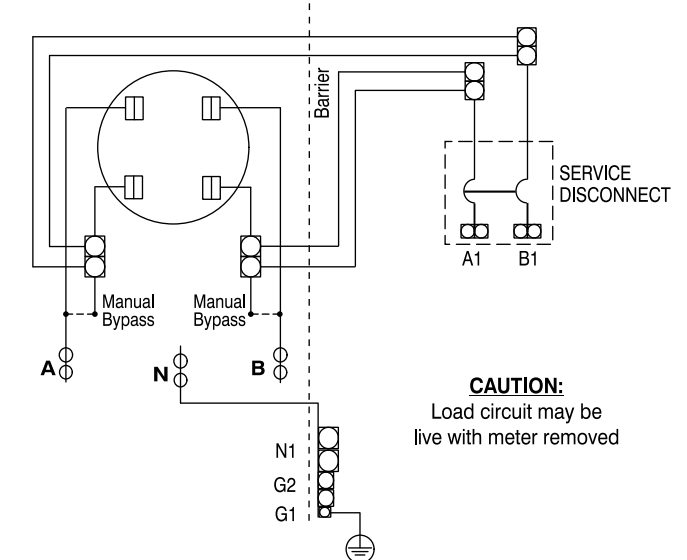 Barrier
SERVICE
DISCONNECT
A1
B1
Manual
Bypass
Manual
Bypass
A
N
B
CAUTION:
Load circuit may be
live with meter removed
N1
G2
G1